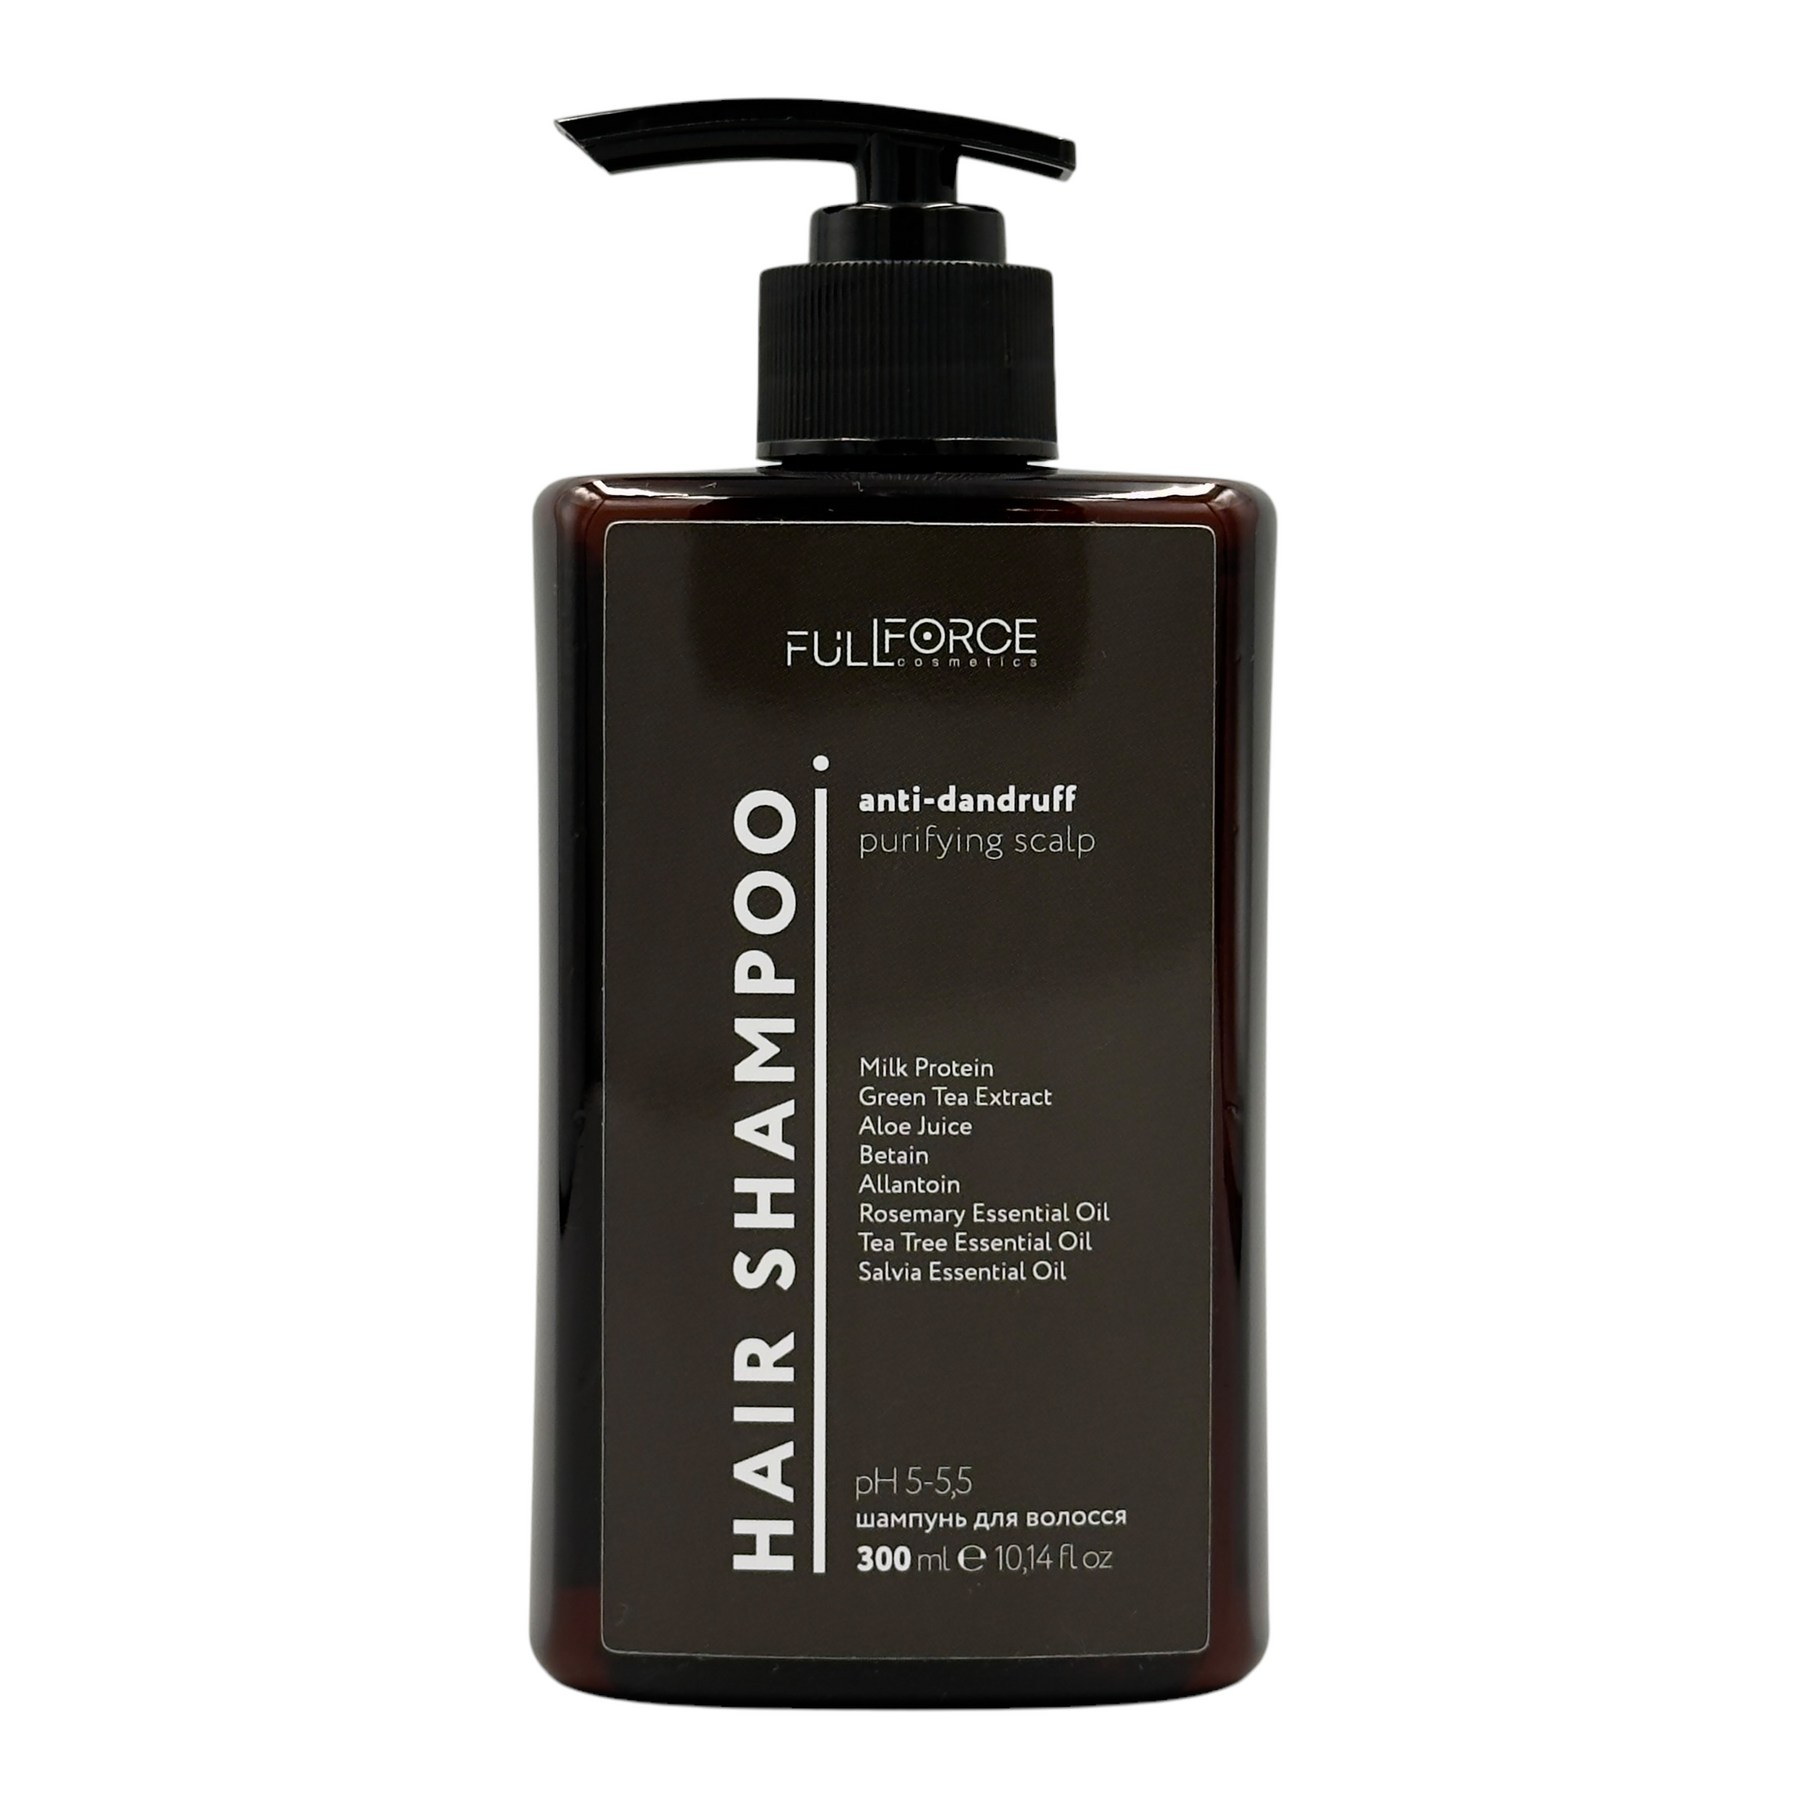 FULLFORCE
cosmetics
HAIR SHAMPOO
anti-dandruff
purifying scalp
Milk Protein
Green Tea Extract
Aloe Juice
Betain
Allantoin
Rosemary Essential Oil
Tea Tree Essential Oil
Salvia Essential Oil
pH 5-5,5
шампунь для волосся
300 ml ℮ 10,14 fl oz